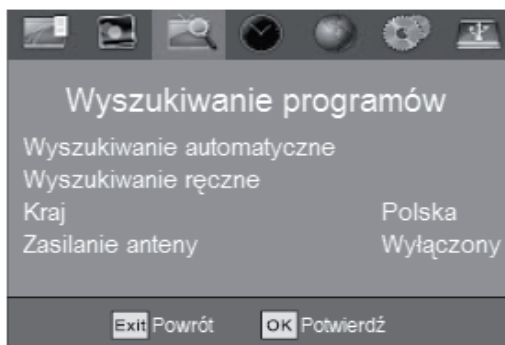 Wyszukiwanie programów
Wyszukiwanie automatyczne
Wyszukiwanie ręczne
Kraj Polska
Zasilanie anteny Wyłączony
Exit Powrót OK Potwierdź